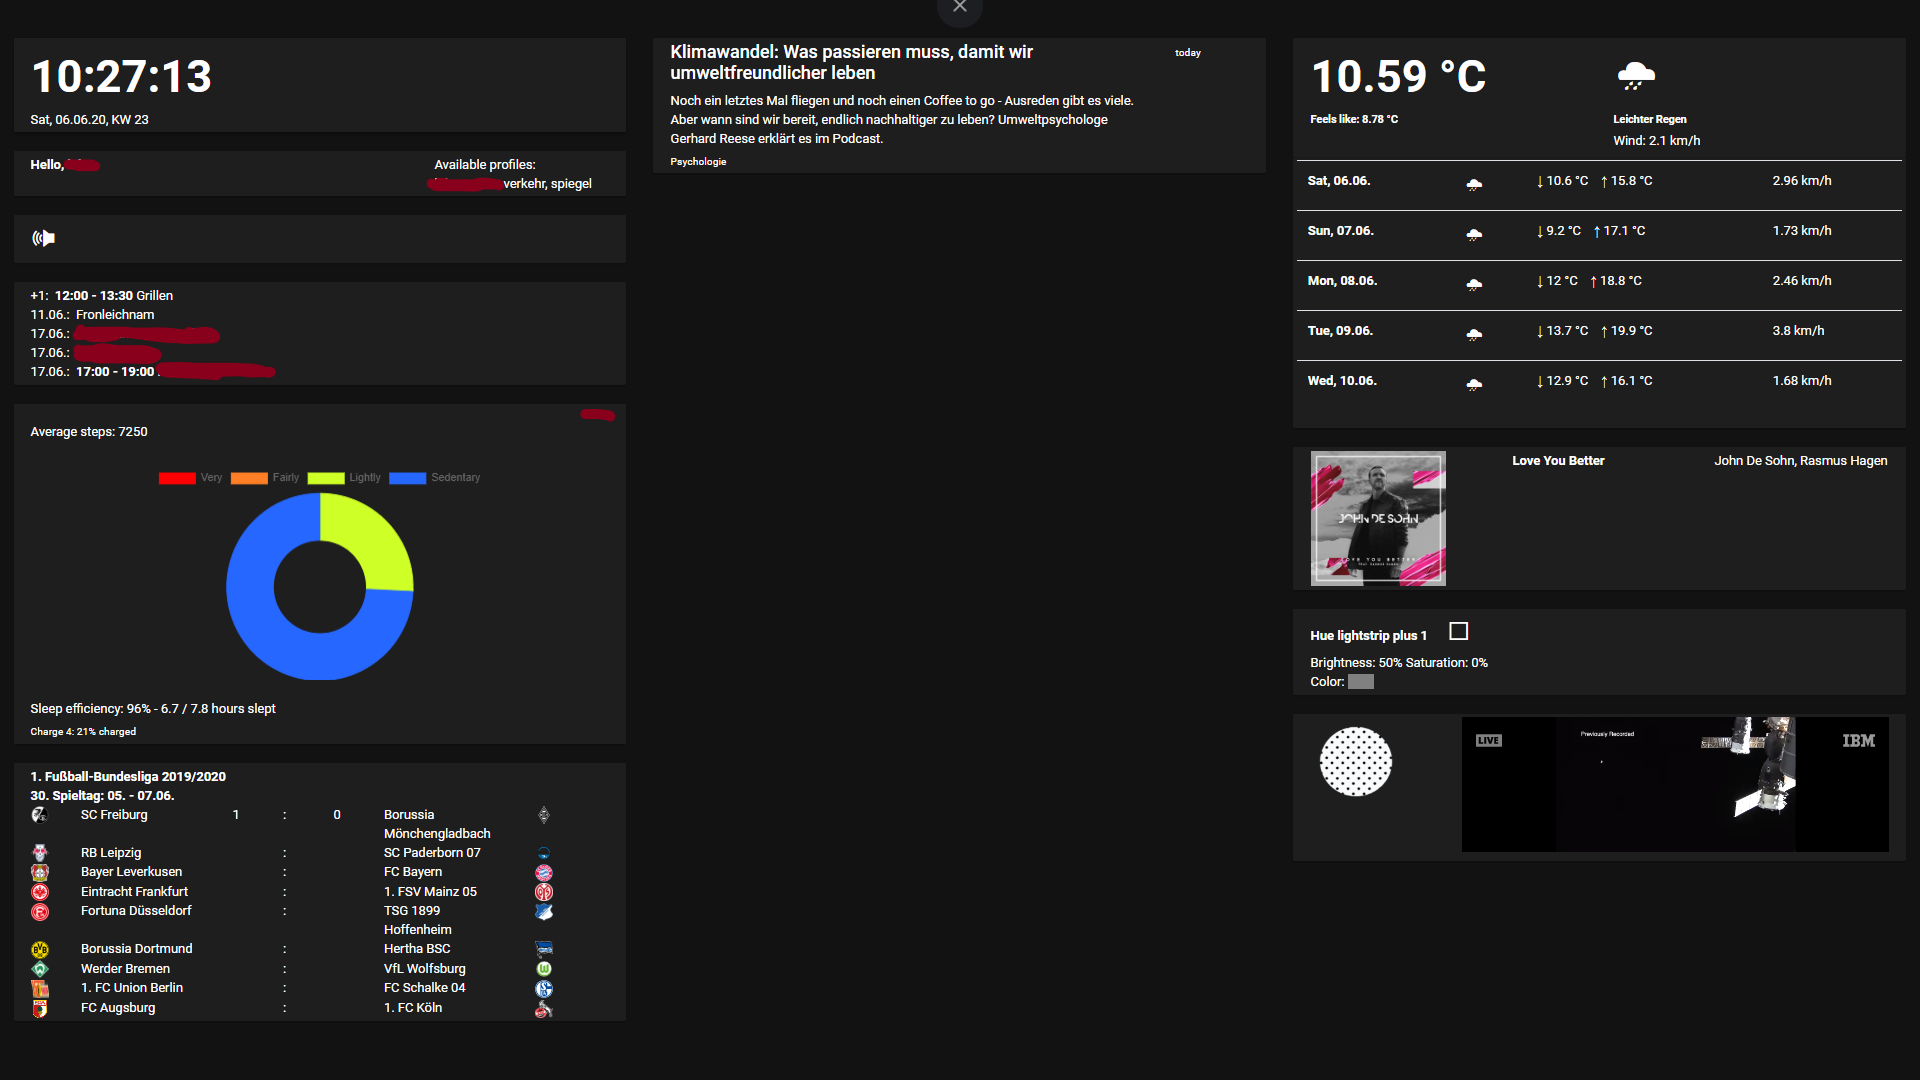 10:27:13
Sat, 06.06.20, KW 23
Hello,
Available profiles:
verkehr, spiegel
+1: 12:00 - 13:30 Grillen
11.06.: Fronleichnam
17.06.:
17.06.:
17.06.: 17:00 - 19:00
Average steps: 7250
Very Fairly Lightly Sedentary
Sleep efficiency: 96% - 6.7 / 7.8 hours slept
Charge 4: 21% charged
1. Fußball-Bundesliga 2019/2020
30. Spieltag: 05. - 07.06.
SC Freiburg 1 : 0 Borussia
Mönchengladbach
RB Leipzig : SC Paderborn 07
Bayer Leverkusen : FC Bayern
Eintracht Frankfurt : 1. FSV Mainz 05
Fortuna Düsseldorf : TSG 1899
Hoffenheim
Borussia Dortmund : Hertha BSC
Werder Bremen : VfL Wolfsburg
1. FC Union Berlin : FC Schalke 04
FC Augsburg : 1. FC Köln
Klimawandel: Was passieren muss, damit wir
umweltfreundlicher leben
today
Noch ein letztes Mal fliegen und noch einen Coffee to go - Ausreden gibt es viele.
Aber wann sind wir bereit, endlich nachhaltiger zu leben? Umweltpsychologe
Gerhard Reese erklärt es im Podcast.
Psychologie
10.59 °C
Feels like: 8.78 °C
Leichter Regen
Wind: 2.1 km/h
Sat, 06.06. ↓ 10.6 °C ↑ 15.8 °C 2.96 km/h
Sun, 07.06. ↓ 9.2 °C ↑ 17.1 °C 1.73 km/h
Mon, 08.06. ↓ 12 °C ↑ 18.8 °C 2.46 km/h
Tue, 09.06. ↓ 13.7 °C ↑ 19.9 °C 3.8 km/h
Wed, 10.06. ↓ 12.9 °C ↑ 16.1 °C 1.68 km/h
JOHN DE SOHN
LOVE YOU BETTER
Love You Better
John De Sohn, Rasmus Hagen
Hue lightstrip plus 1
Brightness: 50% Saturation: 0%
Color:
LIVE
Previously Recorded
IBM